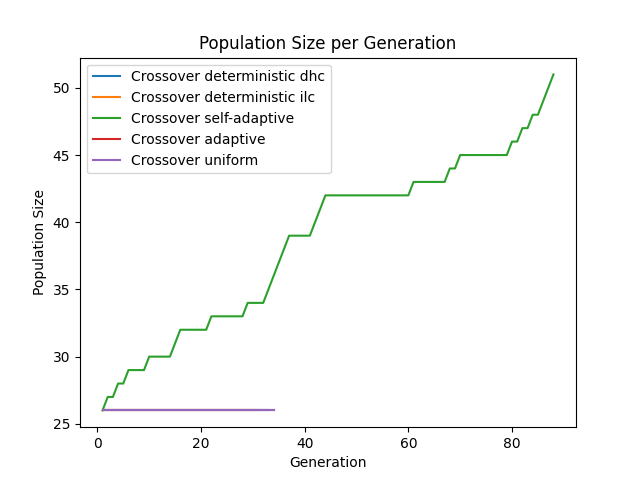 Population Size per Generation
Crossover deterministic dhc
Crossover deterministic ilc
Crossover self-adaptive
Crossover adaptive
Crossover uniform
50
45
40
35
30
25
Population Size
0 20 40 60 80
Generation